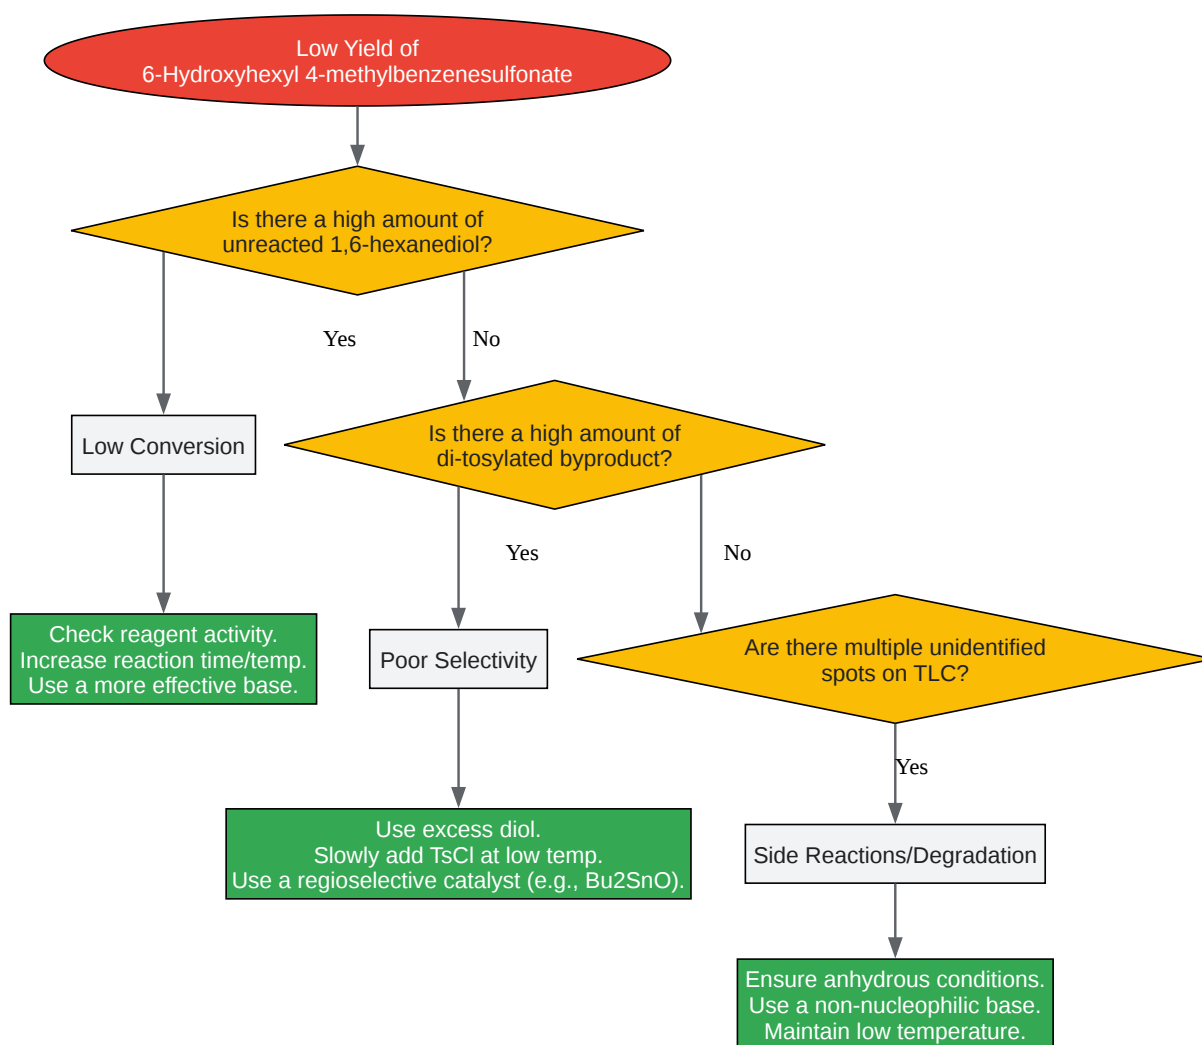 Low Yield of
6-Hydroxyhexyl 4-methylbenzenesulfonate
Is there a high amount of
unreacted 1,6-hexanediol?
Yes
No
Low Conversion
Is there a high amount of
di-tosylated byproduct?
Yes
No
Check reagent activity.
Increase reaction time/temp.
Use a more effective base.
Poor Selectivity
Are there multiple unidentified
spots on TLC?
Yes
Use excess diol.
Slowly add TsCl at low temp.
Use a regioselective catalyst (e.g., Bu2SnO).
Side Reactions/Degradation
Ensure anhydrous conditions.
Use a non-nucleophilic base.
Maintain low temperature.